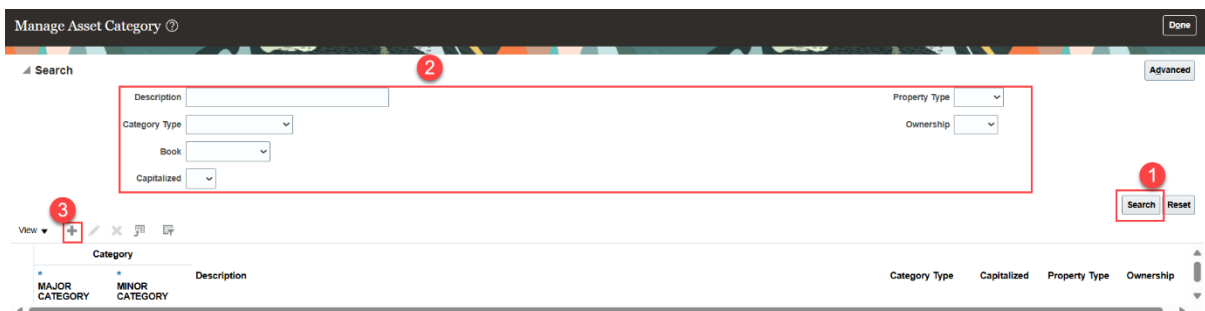 Manage Asset Category ?
Done
Search
2
Advanced
Description
Property Type
Category Type
Ownership
Book
Capitalized
1
Search Reset
3
View
Category
* MAJOR CATEGORY
* MINOR CATEGORY
Description
Category Type
Capitalized
Property Type
Ownership